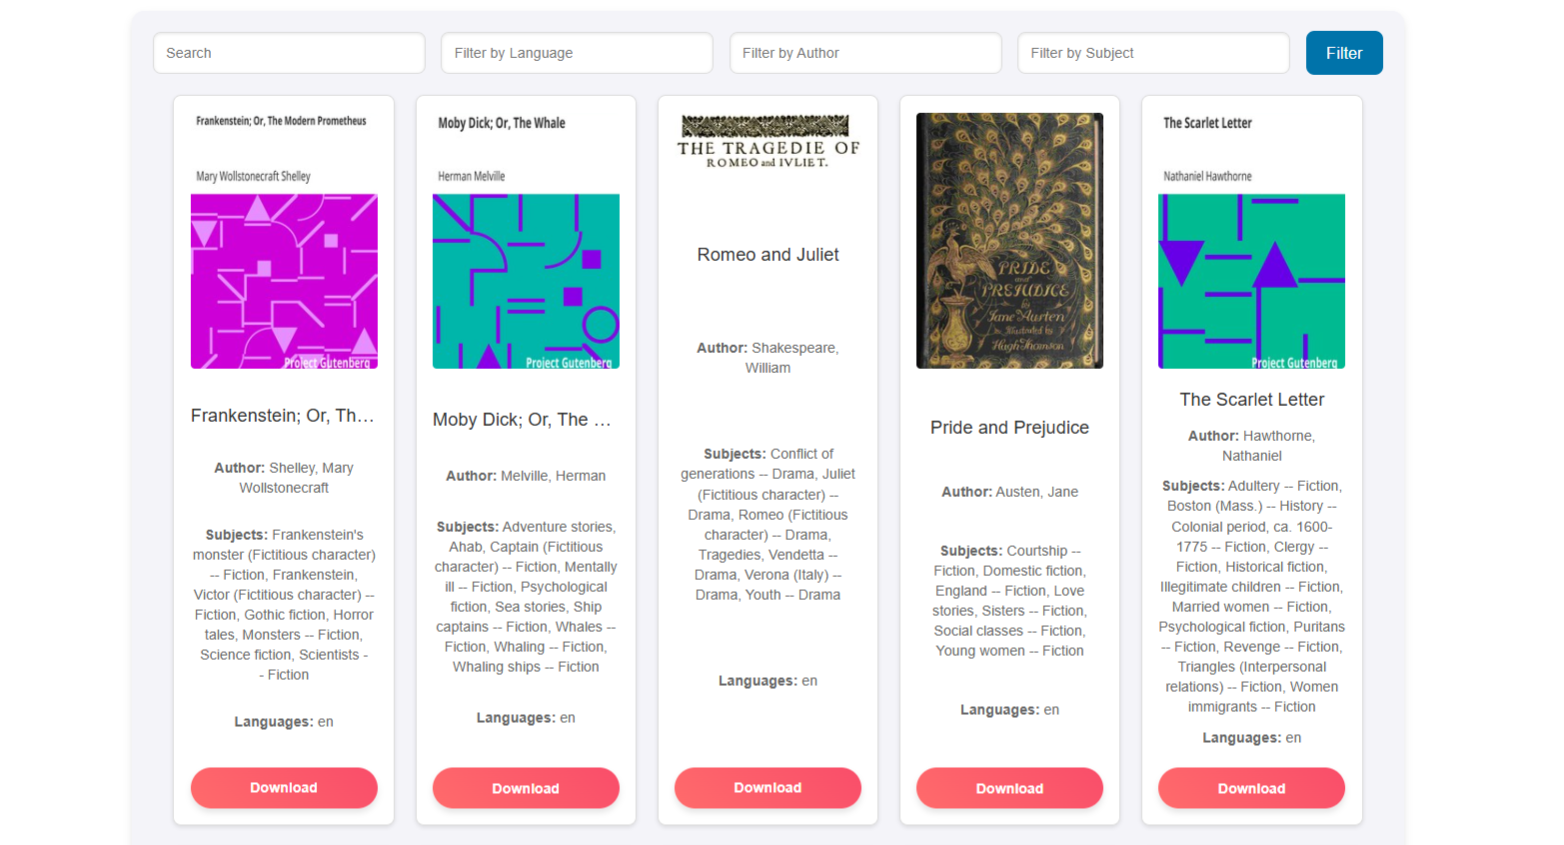 Search
Filter by Language
Filter by Author
Filter by Subject
Filter
Frankenstein; Or, The Modern Prometheus
Mary Wollstonecraft Shelley
Project Gutenberg
Frankenstein; Or, Th...
Author: Shelley, Mary
Wollstonecraft
Subjects: Frankenstein's
monster (Fictitious character)
-- Fiction, Frankenstein,
Victor (Fictitious character) --
Fiction, Gothic fiction, Horror
tales, Monsters -- Fiction,
Science fiction, Scientists -
- Fiction
Languages: en
Download
Moby Dick; Or, The Whale
Herman Melville
Project Gutenberg
Moby Dick; Or, The ...
Author: Melville, Herman
Subjects: Adventure stories,
Ahab, Captain (Fictitious
character) -- Fiction, Mentally
ill -- Fiction, Psychological
fiction, Sea stories, Ship
captains -- Fiction, Whales --
Fiction, Whaling -- Fiction,
Whaling ships -- Fiction
Languages: en
Download
THE TRAGEDIE OF
ROMEO and IVLIET.
Romeo and Juliet
Author: Shakespeare,
William
Subjects: Conflict of
generations -- Drama, Juliet
(Fictitious character) --
Drama, Romeo (Fictitious
character) -- Drama,
Tragedies, Vendetta --
Drama, Verona (Italy) --
Drama, Youth -- Drama
Languages: en
Download
PRIDE
and
PREJUDICE
by
Jane Austen
Illustrated by
Hugh Thomson
Pride and Prejudice
Author: Austen, Jane
Subjects: Courtship --
Fiction, Domestic fiction,
England -- Fiction, Love
stories, Sisters -- Fiction,
Social classes -- Fiction,
Young women -- Fiction
Languages: en
Download
The Scarlet Letter
Nathaniel Hawthorne
Project Gutenberg
The Scarlet Letter
Author: Hawthorne,
Nathaniel
Subjects: Adultery -- Fiction,
Boston (Mass.) -- History --
Colonial period, ca. 1600-
1775 -- Fiction, Clergy --
Fiction, Historical fiction,
Illegitimate children -- Fiction,
Married women -- Fiction,
Psychological fiction, Puritans
-- Fiction, Revenge -- Fiction,
Triangles (Interpersonal
relations) -- Fiction, Women
immigrants -- Fiction
Languages: en
Download